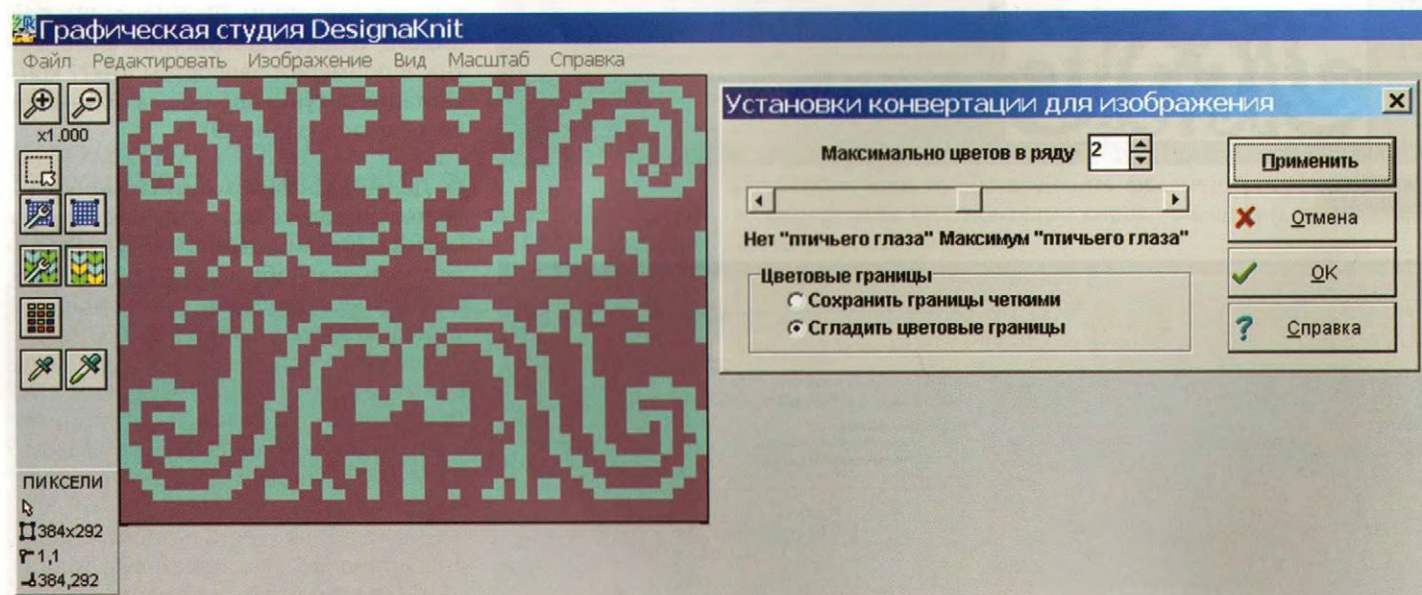 Графическая студия DesignaKnit
Файл Редактировать Изображение Вид Масштаб Справка
x1.000
ПИКСЕЛИ
384x292
1,1
384,292
Установки конвертации для изображения
Максимально цветов в ряду 2
Применить
Отмена
Нет "птичьего глаза" Максимум "птичьего глаза"
Цветовые границы
Сохранить границы четкими
Сгладить цветовые границы
OK
Справка